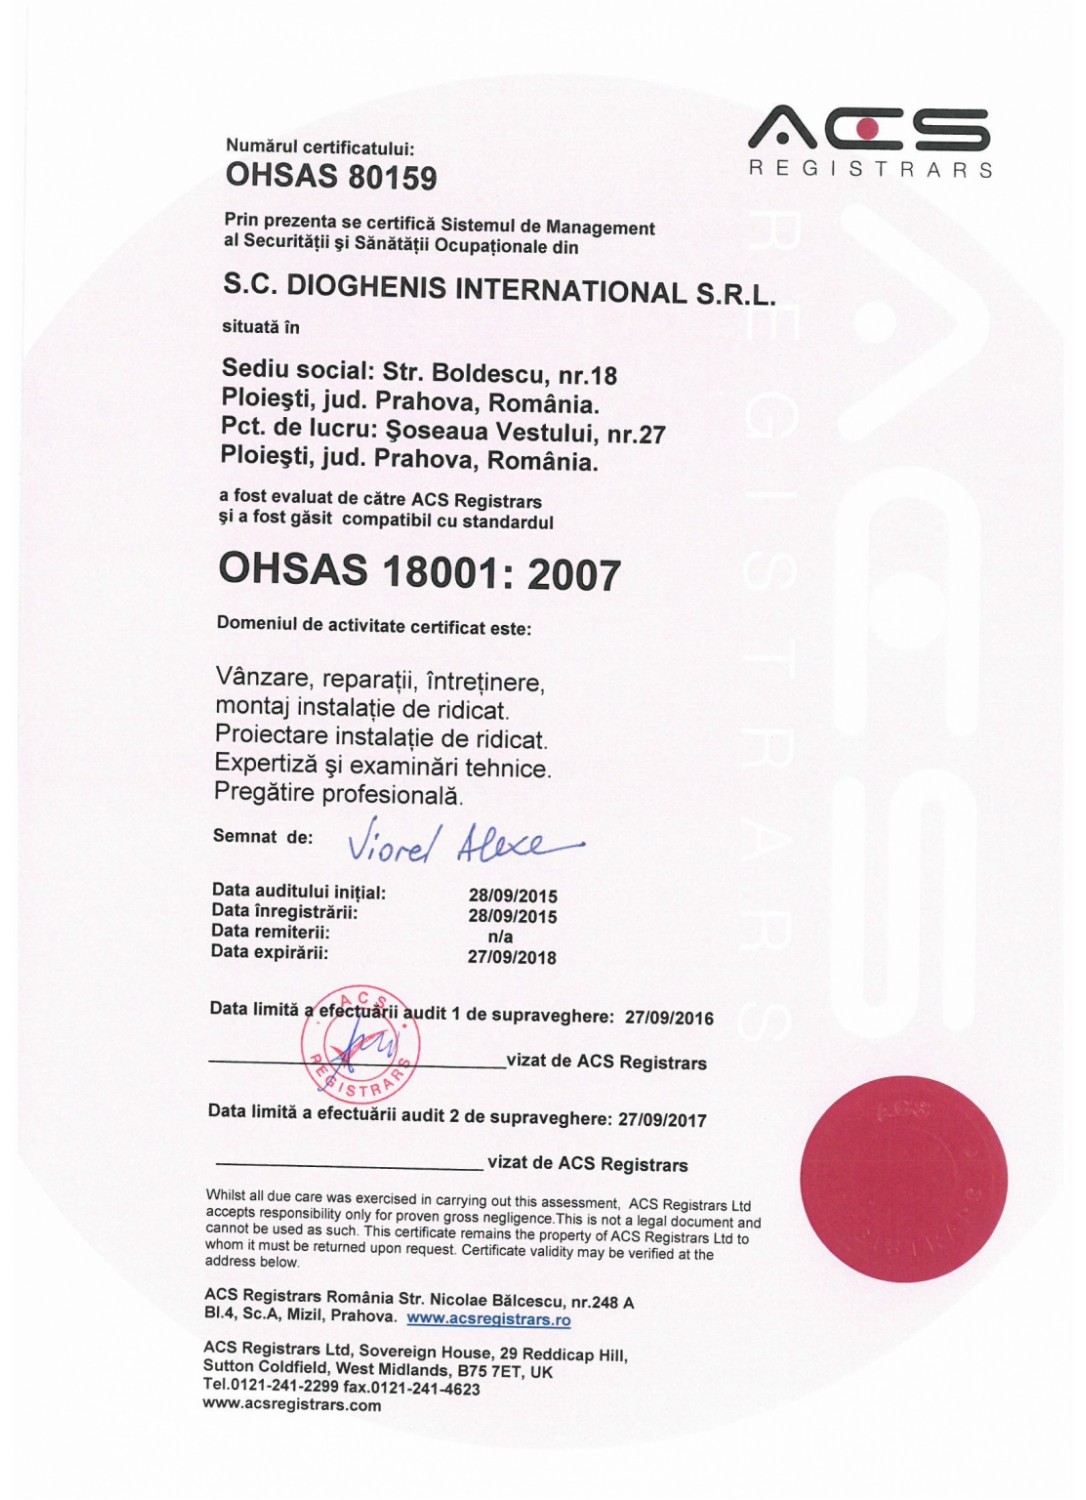 ACS
REGISTRARS
Numărul certificatului:
OHSAS 80159
Prin prezenta se certifică Sistemul de Management
al Securității şi Sănătății Ocupaționale din
S.C. DIOGHENIS INTERNATIONAL S.R.L.
situată în
Sediu social: Str. Boldescu, nr.18
Ploieşti, jud. Prahova, România.
Pct. de lucru: Şoseaua Vestului, nr.27
Ploieşti, jud. Prahova, România.
a fost evaluat de către ACS Registrars
şi a fost găsit compatibil cu standardul
OHSAS 18001: 2007
Domeniul de activitate certificat este:
Vânzare, reparații, întreținere,
montaj instalație de ridicat.
Proiectare instalație de ridicat.
Expertiză şi examinări tehnice.
Pregătire profesională.
Semnat de: Viorel Alexe
Data auditului inițial: 28/09/2015
Data înregistrării: 28/09/2015
Data remiterii: n/a
Data expirării: 27/09/2018
Data limită a efectuării audit 1 de supraveghere: 27/09/2016
vizat de ACS Registrars
ACS
REGISTRARS
Data limită a efectuării audit 2 de supraveghere: 27/09/2017
vizat de ACS Registrars
Whilst all due care was exercised in carrying out this assessment, ACS Registrars Ltd
accepts responsibility only for proven gross negligence.This is not a legal document and
cannot be used as such. This certificate remains the property of ACS Registrars Ltd to
whom it must be returned upon request. Certificate validity may be verified at the
address below.
ACS Registrars România Str. Nicolae Bălcescu, nr.248 A
Bl.4, Sc.A, Mizil, Prahova. www.acsregistrars.ro
ACS Registrars Ltd, Sovereign House, 29 Reddicap Hill,
Sutton Coldfield, West Midlands, B75 7ET, UK
Tel.0121-241-2299 fax.0121-241-4623
www.acsregistrars.com
ACS
REGISTRARS